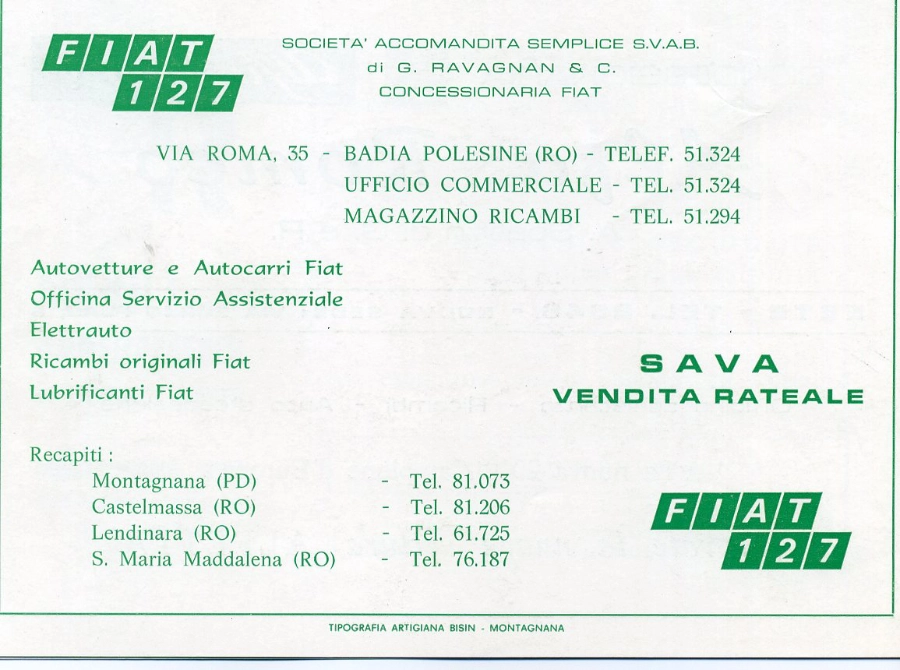 FIAT
127
SOCIETA' ACCOMANDITA SEMPLICE S.V.A.B.
di G. RAVAGNAN & C.
CONCESSIONARIA FIAT
VIA ROMA, 35 - BADIA POLESINE (RO) - TELEF. 51.324
UFFICIO COMMERCIALE - TEL. 51.324
MAGAZZINO RICAMBI - TEL. 51.294
Autovetture e Autocarri Fiat
Officina Servizio Assistenziale
Elettrauto
Ricambi originali Fiat
Lubrificanti Fiat
SAVA
VENDITA RATEALE
Recapiti :
Montagnana (PD) - Tel. 81.073
Castelmassa (RO) - Tel. 81.206
Lendinara (RO) - Tel. 61.725
S. Maria Maddalena (RO) - Tel. 76.187
FIAT
127
TIPOGRAFIA ARTIGIANA BISIN - MONTAGNANA